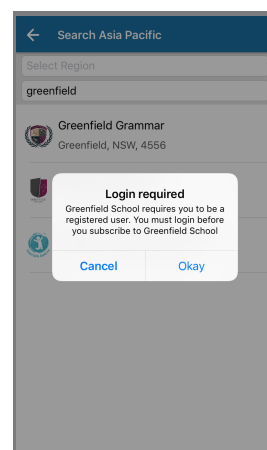 Search Asia Pacific
Select Region
greenfield
Greenfield Grammar
Greenfield, NSW, 4556
Login required
Greenfield School requires you to be a
registered user. You must login before
you subscribe to Greenfield School
Cancel
Okay